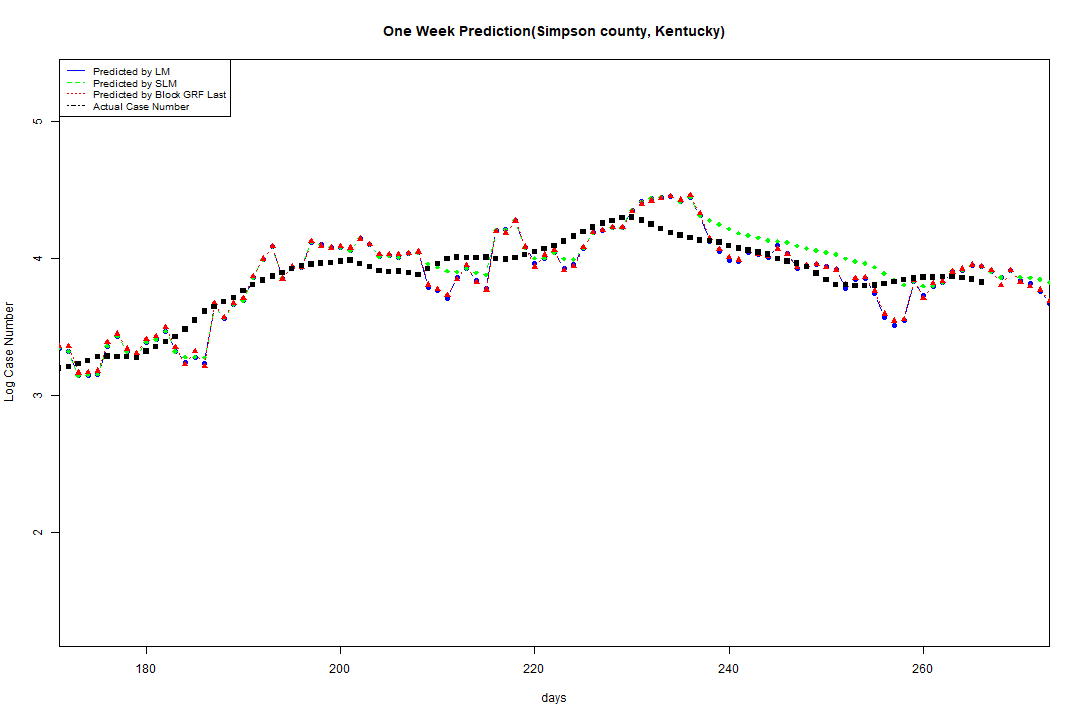 One Week Prediction(Simpson county, Kentucky)
Predicted by LM
Predicted by SLM
Predicted by Block GRF Last
Actual Case Number
5
4
3
2
Log Case Number
180 200 220 240 260
days